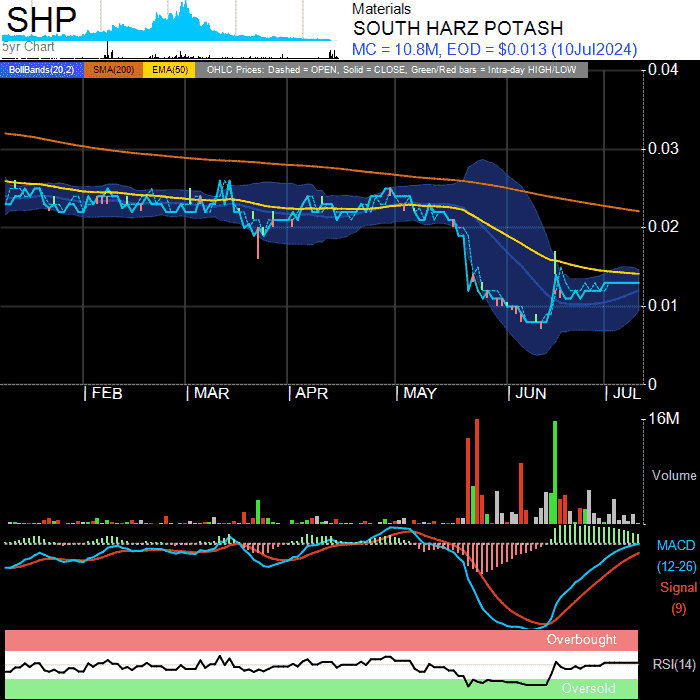 SHP
5yr Chart
Materials
SOUTH HARZ POTASH
MC = 10.8M, EOD = $0.013 (10Jul2024)
BollBands(20,2) SMA(200) EMA(50) OHLC Prices: Dashed = OPEN, Solid = CLOSE, Green/Red bars = Intra-day HIGH/LOW
0.04
0.03
0.02
0.01
0
FEB MAR APR MAY JUN JUL
16M
Volume
MACD
(12-26)
Signal
(9)
Overbought
RSI(14)
Oversold